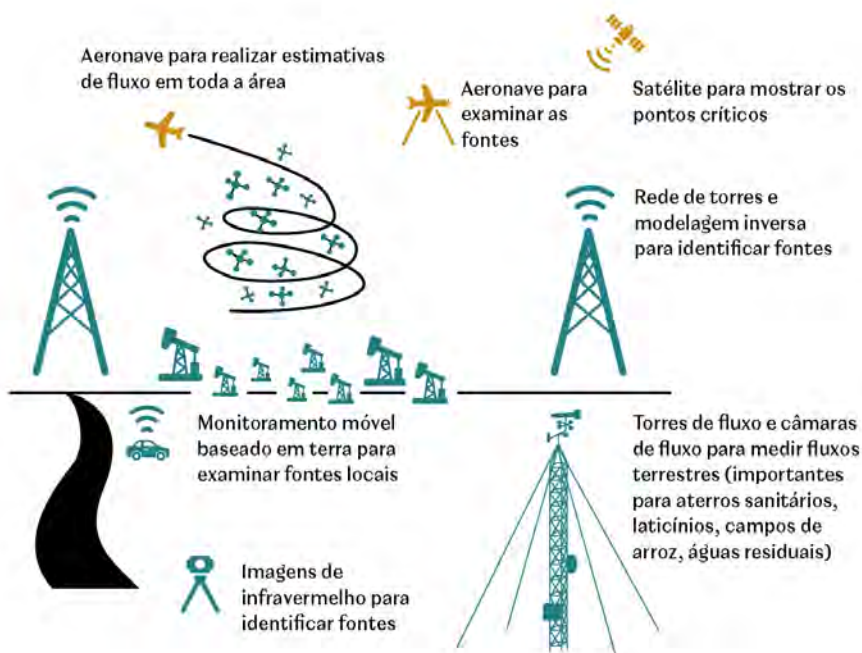 Aeronave para realizar estimativas
de fluxo em toda a área
Aeronave para
examinar as
fontes
Satélite para mostrar os
pontos críticos
Rede de torres e
modelagem inversa
para identificar fontes
Monitoramento móvel
baseado em terra para
examinar fontes locais
Torres de fluxo e câmaras
de fluxo para medir fluxos
terrestres (importantes
para aterros sanitários,
laticínios, campos de
arroz, águas residuais)
Imagens de
infravermelho para
identificar fontes